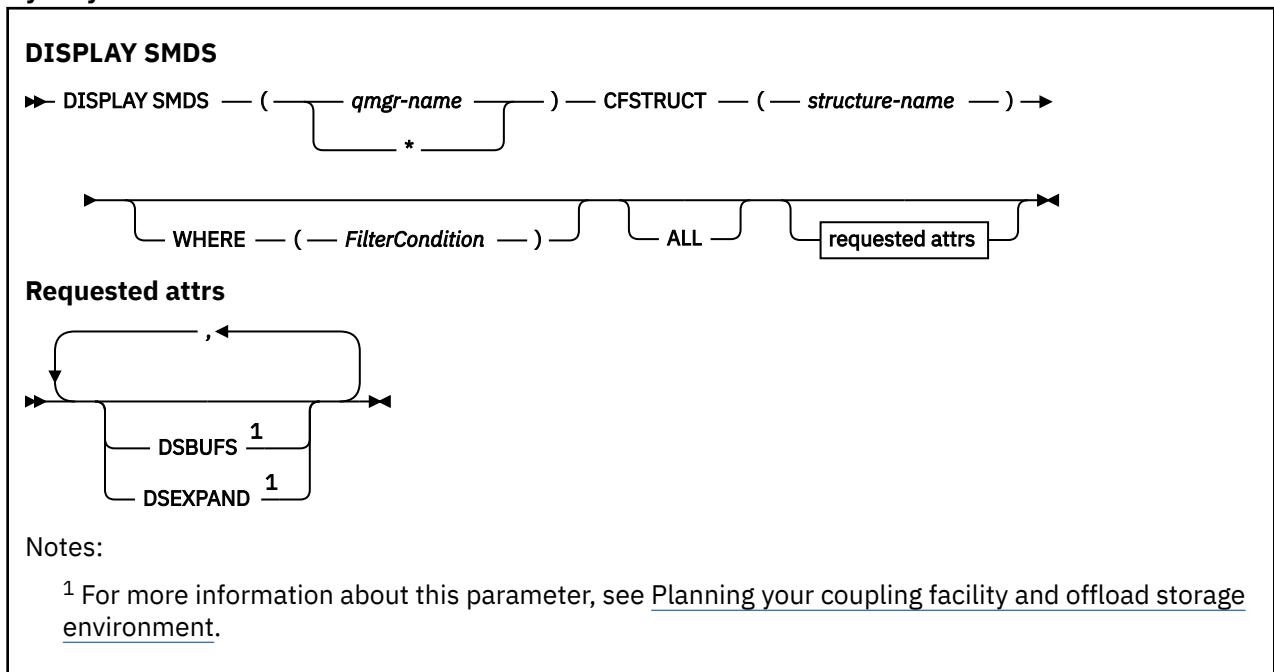 DISPLAY SMDS
DISPLAY SMDS ( qmgr-name ) CFSTRUCT ( structure-name )
*
WHERE ( FilterCondition ) ALL requested attrs
Requested attrs
,
DSBUFS 1
DSEXPAND 1
Notes:
1 For more information about this parameter, see Planning your coupling facility and offload storage
environment.